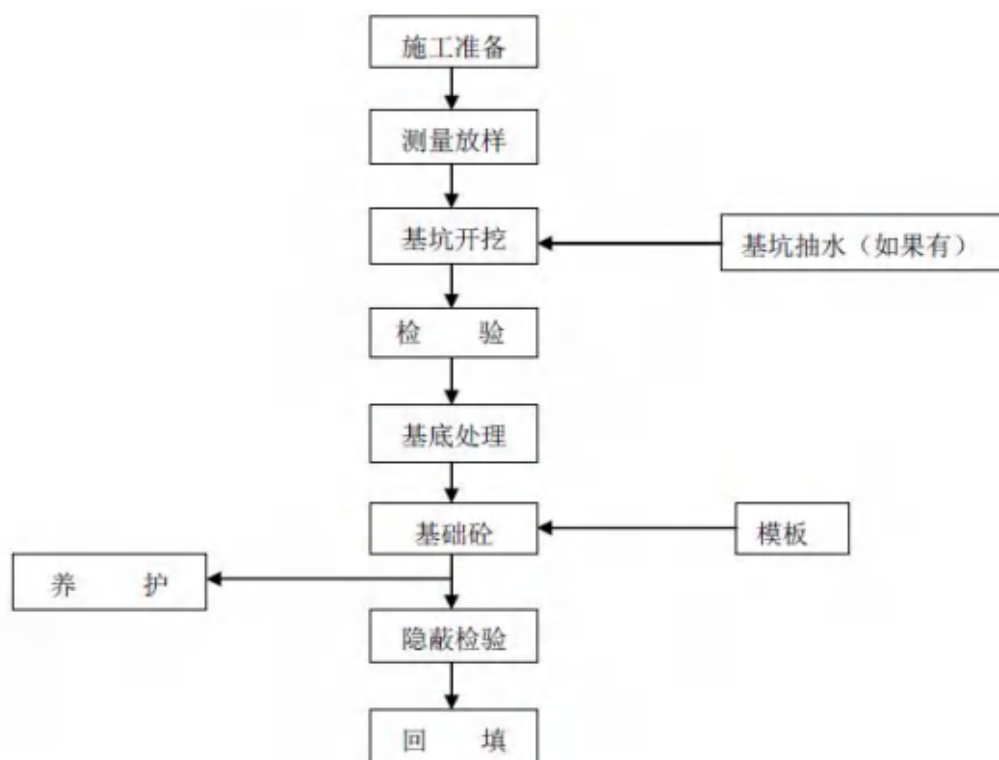 施工准备
测量放样
基坑开挖
基坑抽水（如果有）
检 验
基底处理
基础砼
模板
养 护
隐蔽检验
回 填